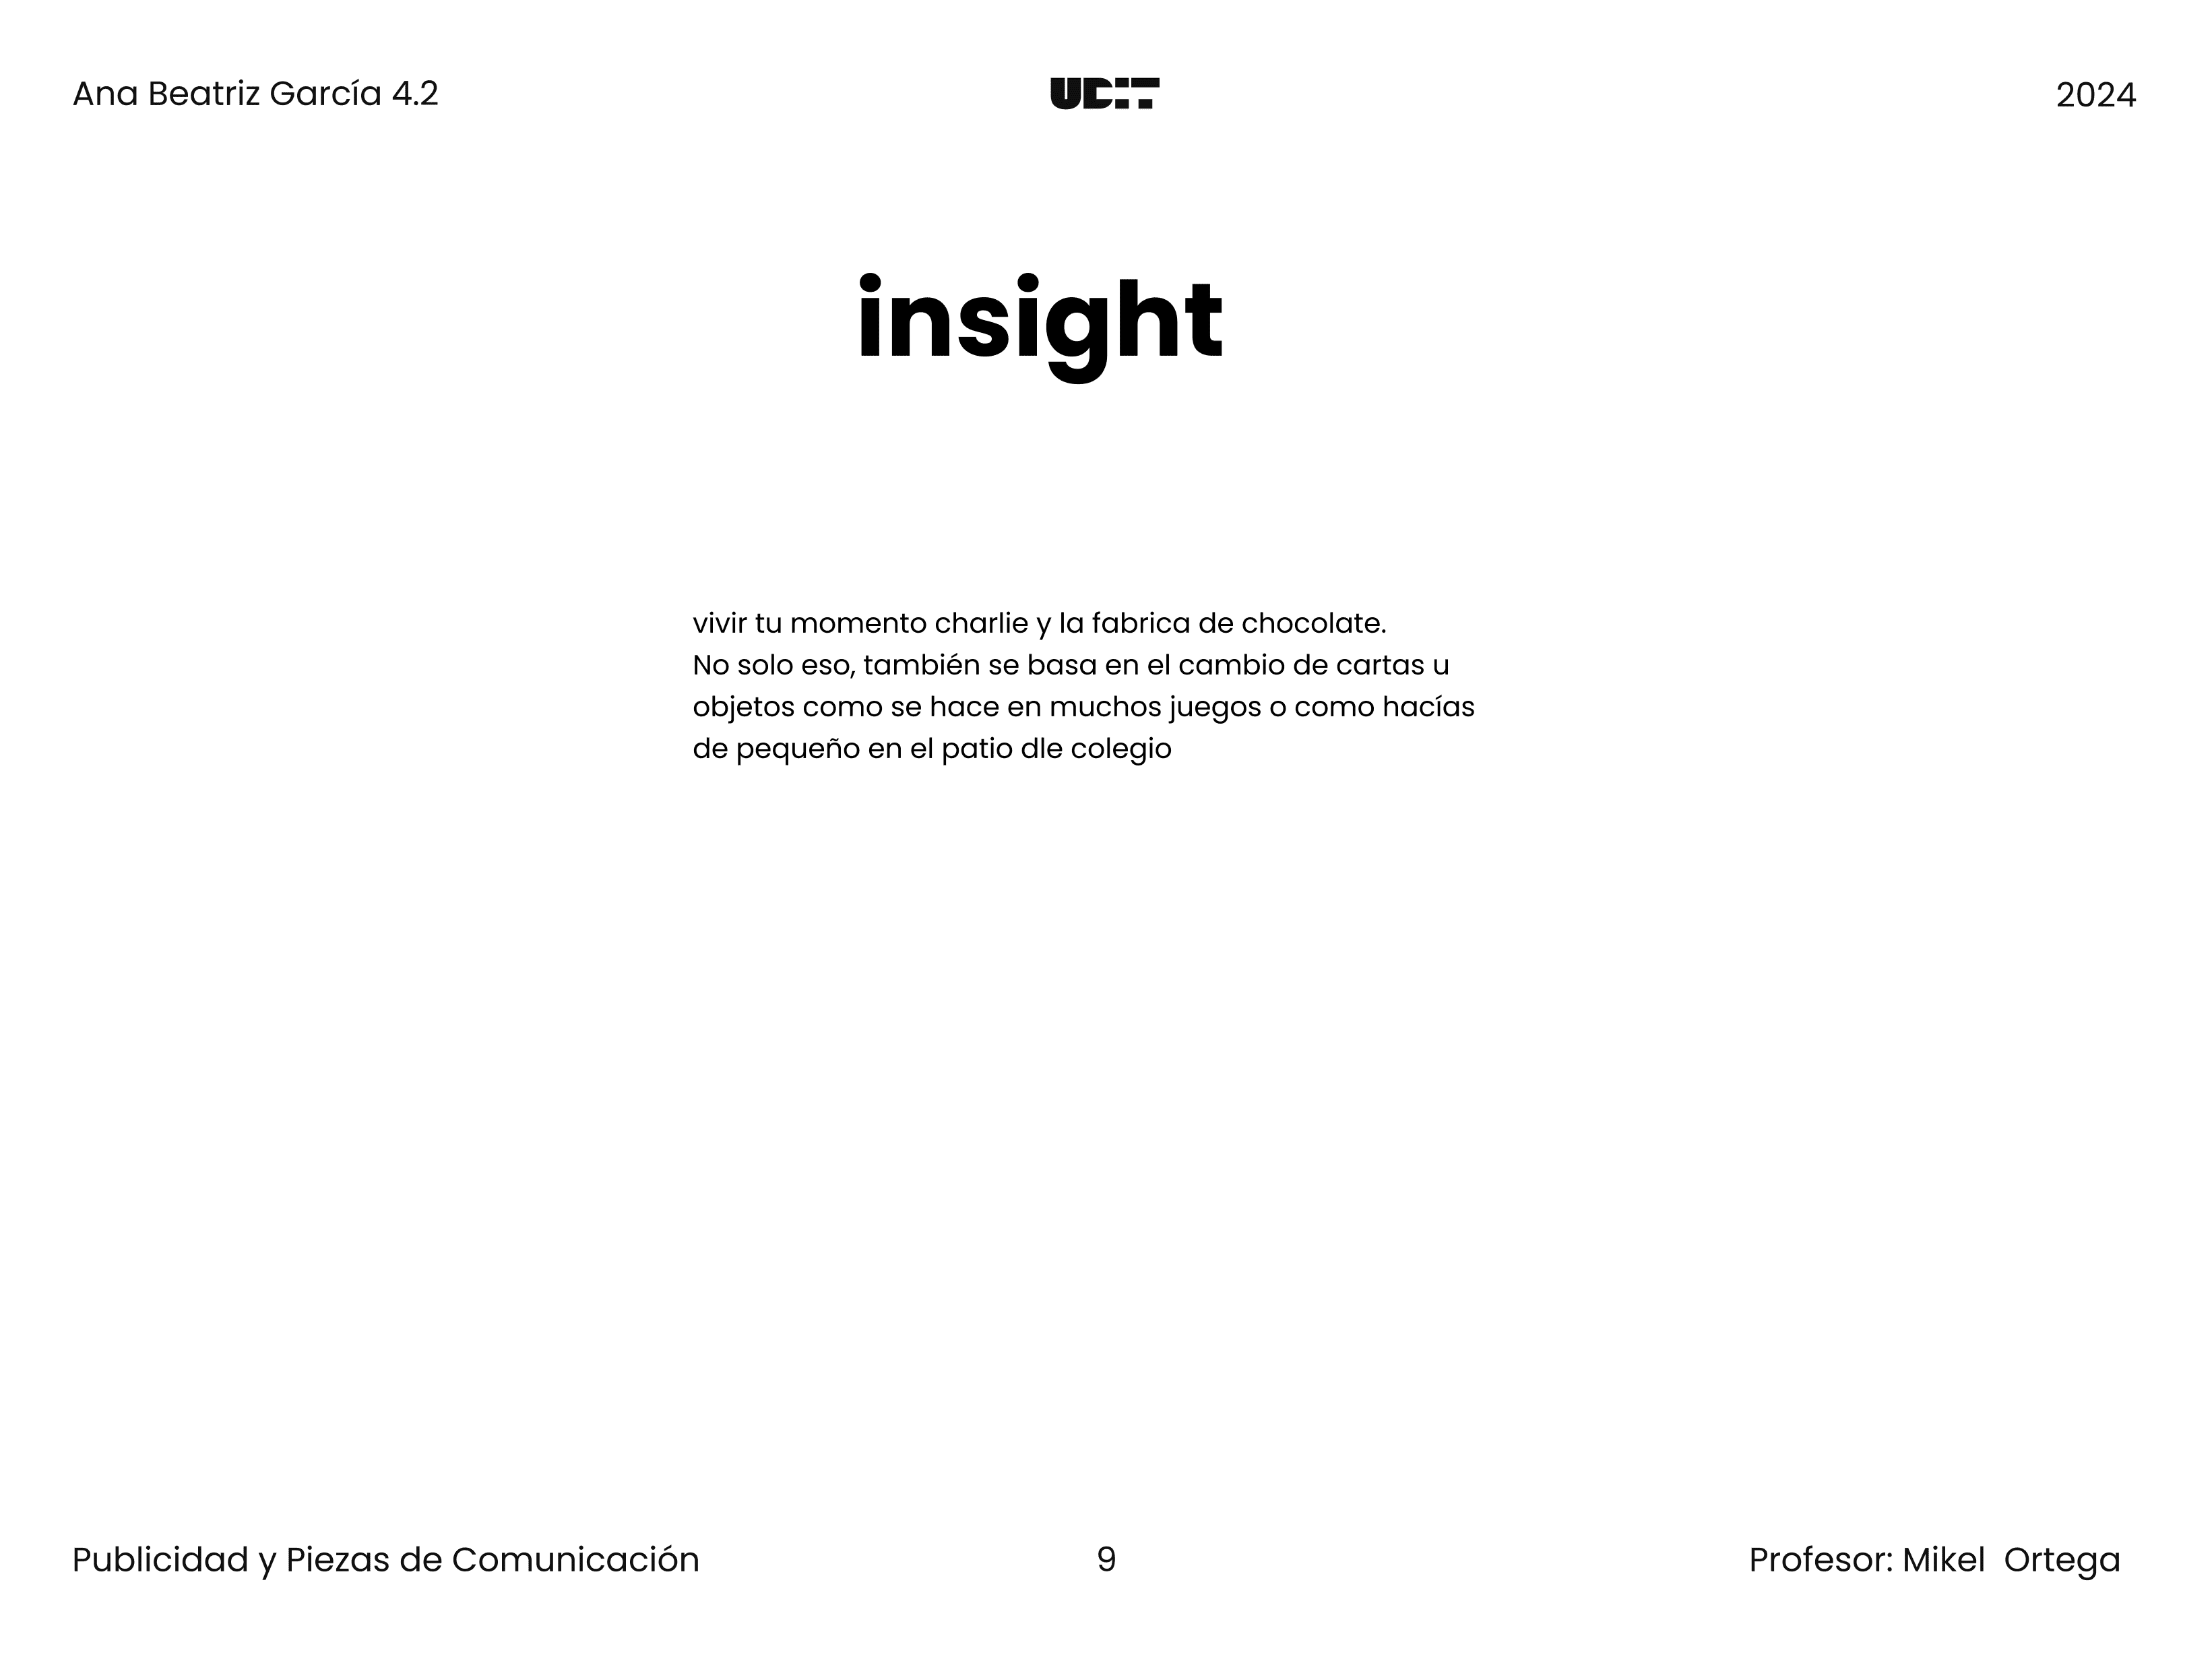 Ana Beatriz García 4.2
UDIT
2024
insight
vivir tu momento charlie y la fabrica de chocolate.
No solo eso, también se basa en el cambio de cartas u
objetos como se hace en muchos juegos o como hacías
de pequeño en el patio dle colegio
Publicidad y Piezas de Comunicación
9
Profesor: Mikel  Ortega